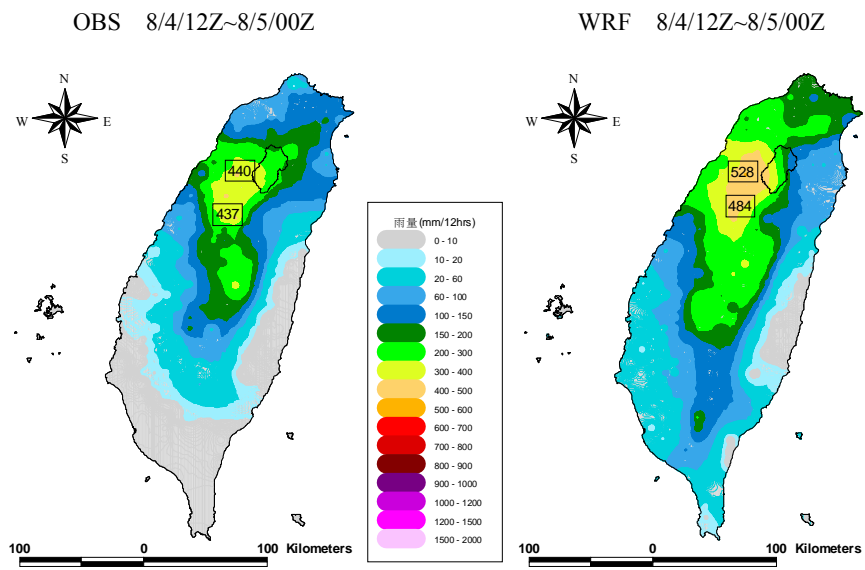 OBS 8/4/12Z~8/5/00Z
WRF 8/4/12Z~8/5/00Z
N
W E
S
N
W E
S
440
437
528
484
雨量(mm/12hrs)
0 - 10
10 - 20
20 - 60
60 - 100
100 - 150
150 - 200
200 - 300
300 - 400
400 - 500
500 - 600
600 - 700
700 - 800
800 - 900
900 - 1000
1000 - 1200
1200 - 1500
1500 - 2000
100 0 100 Kilometers
100 0 100 Kilometers